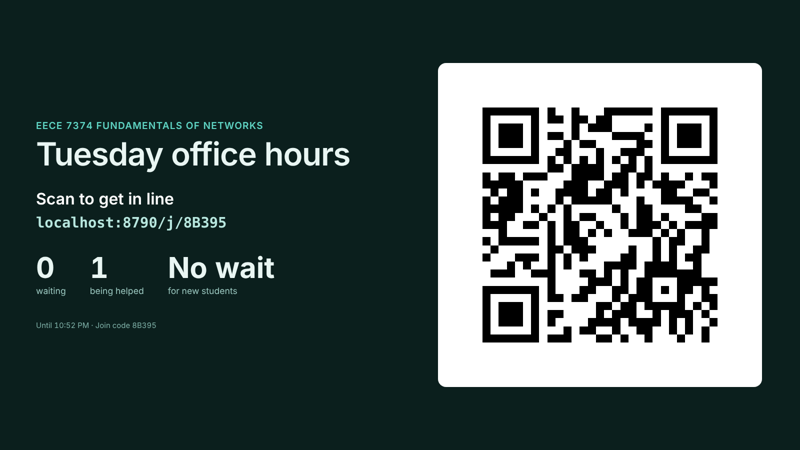 EECE 7374 FUNDAMENTALS OF NETWORKS
Tuesday office hours
Scan to get in line
localhost:8790/j/8B395
0 1 No wait
waiting being helped for new students
Until 10:52 PM · Join code 8B395